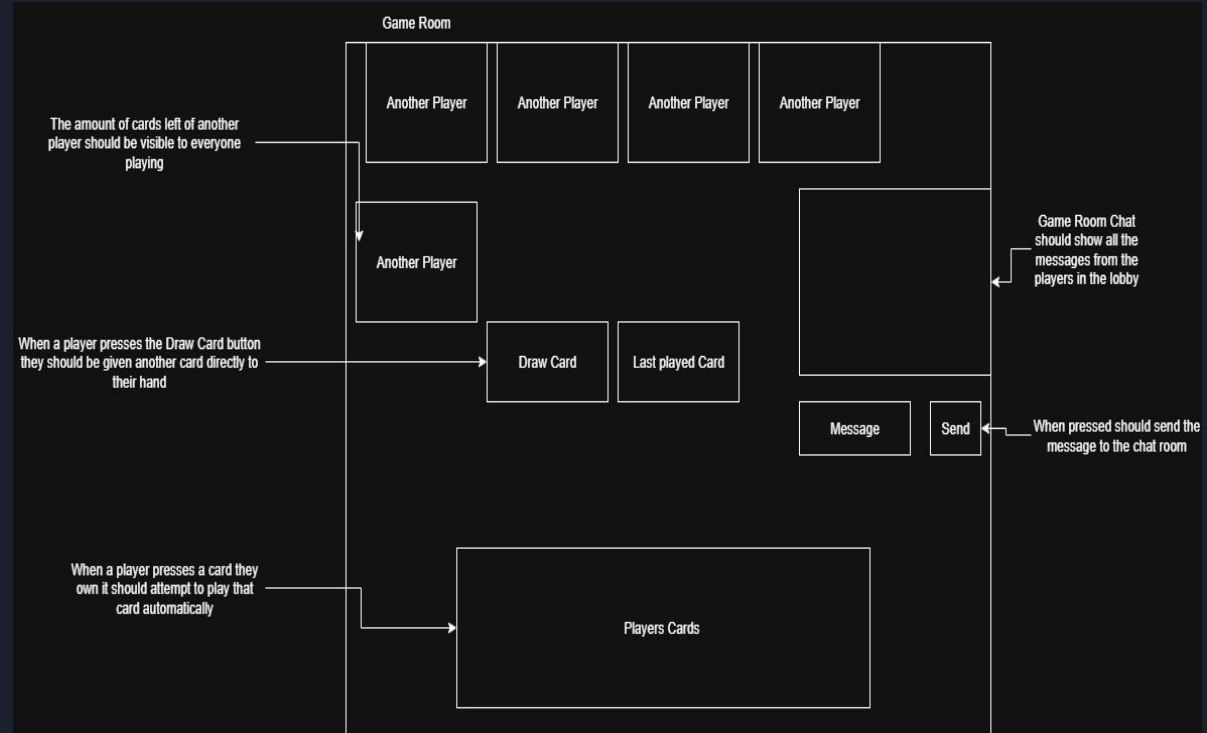 Game Room
Another Player
Another Player
Another Player
Another Player
The amount of cards left of another
player should be visible to everyone
playing
Another Player
Game Room Chat
should show all the
messages from the
players in the lobby
When a player presses the Draw Card button
they should be given another card directly to
their hand
Draw Card
Last played Card
Message
Send
When pressed should send the
message to the chat room
When a player presses a card they
own it should attempt to play that
card automatically
Players Cards